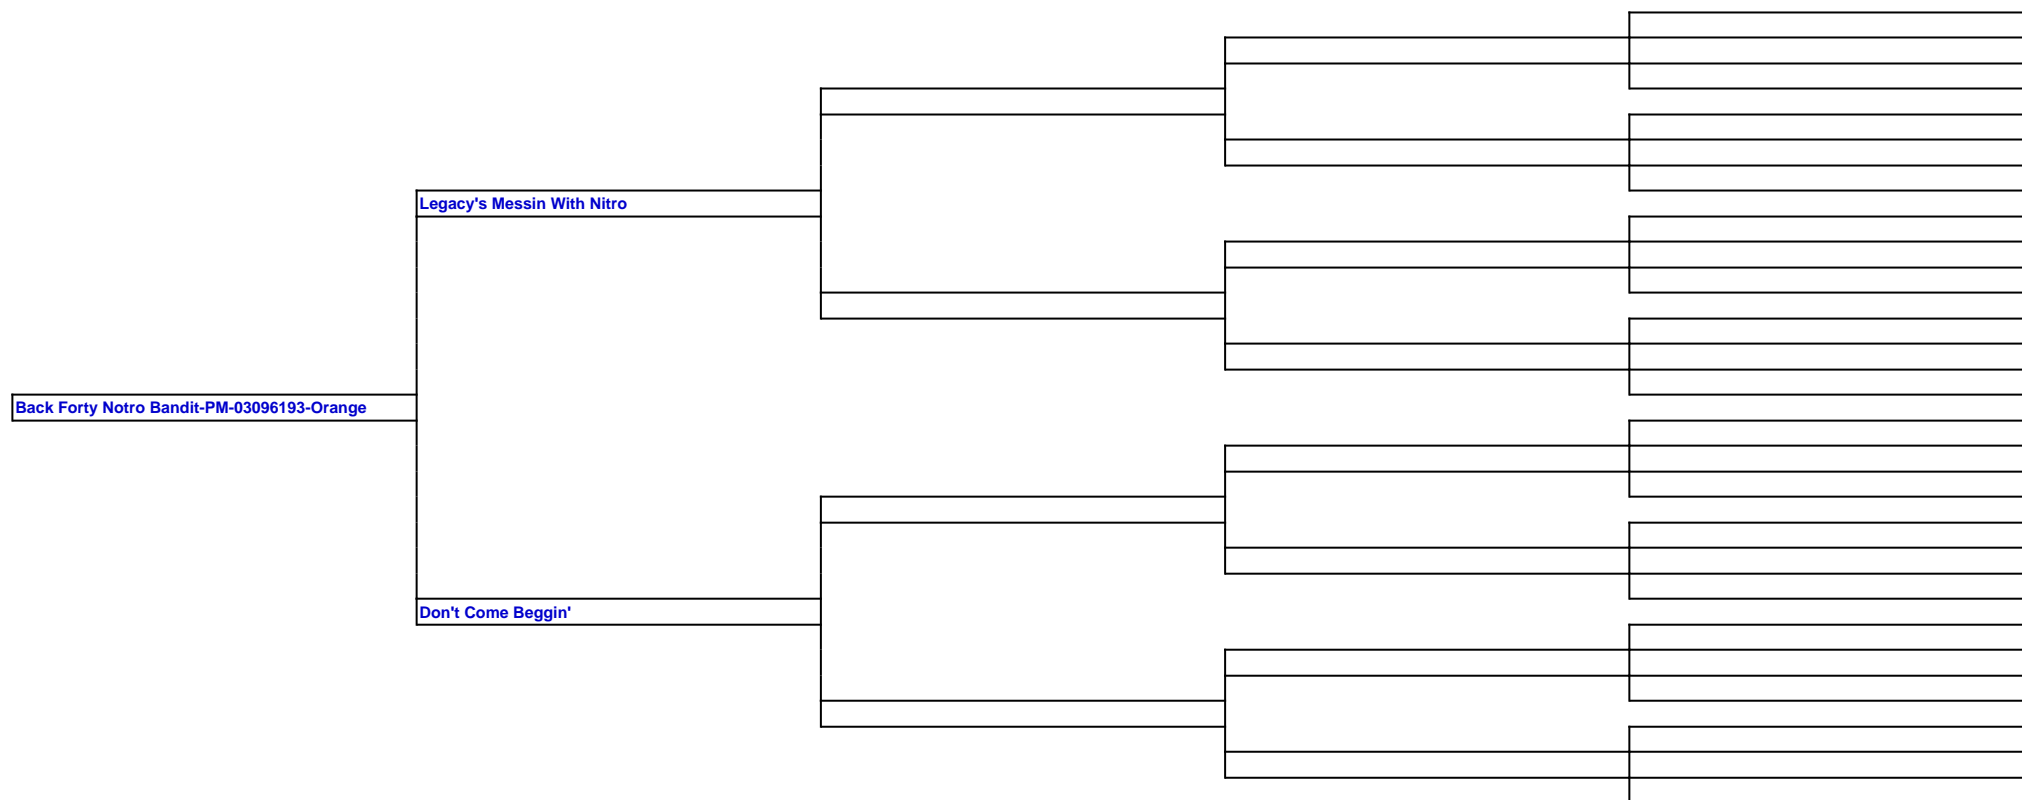 Legacy's Messin With Nitro
Back Forty Notro Bandit-PM-03096193-Orange
Don't Come Beggin'